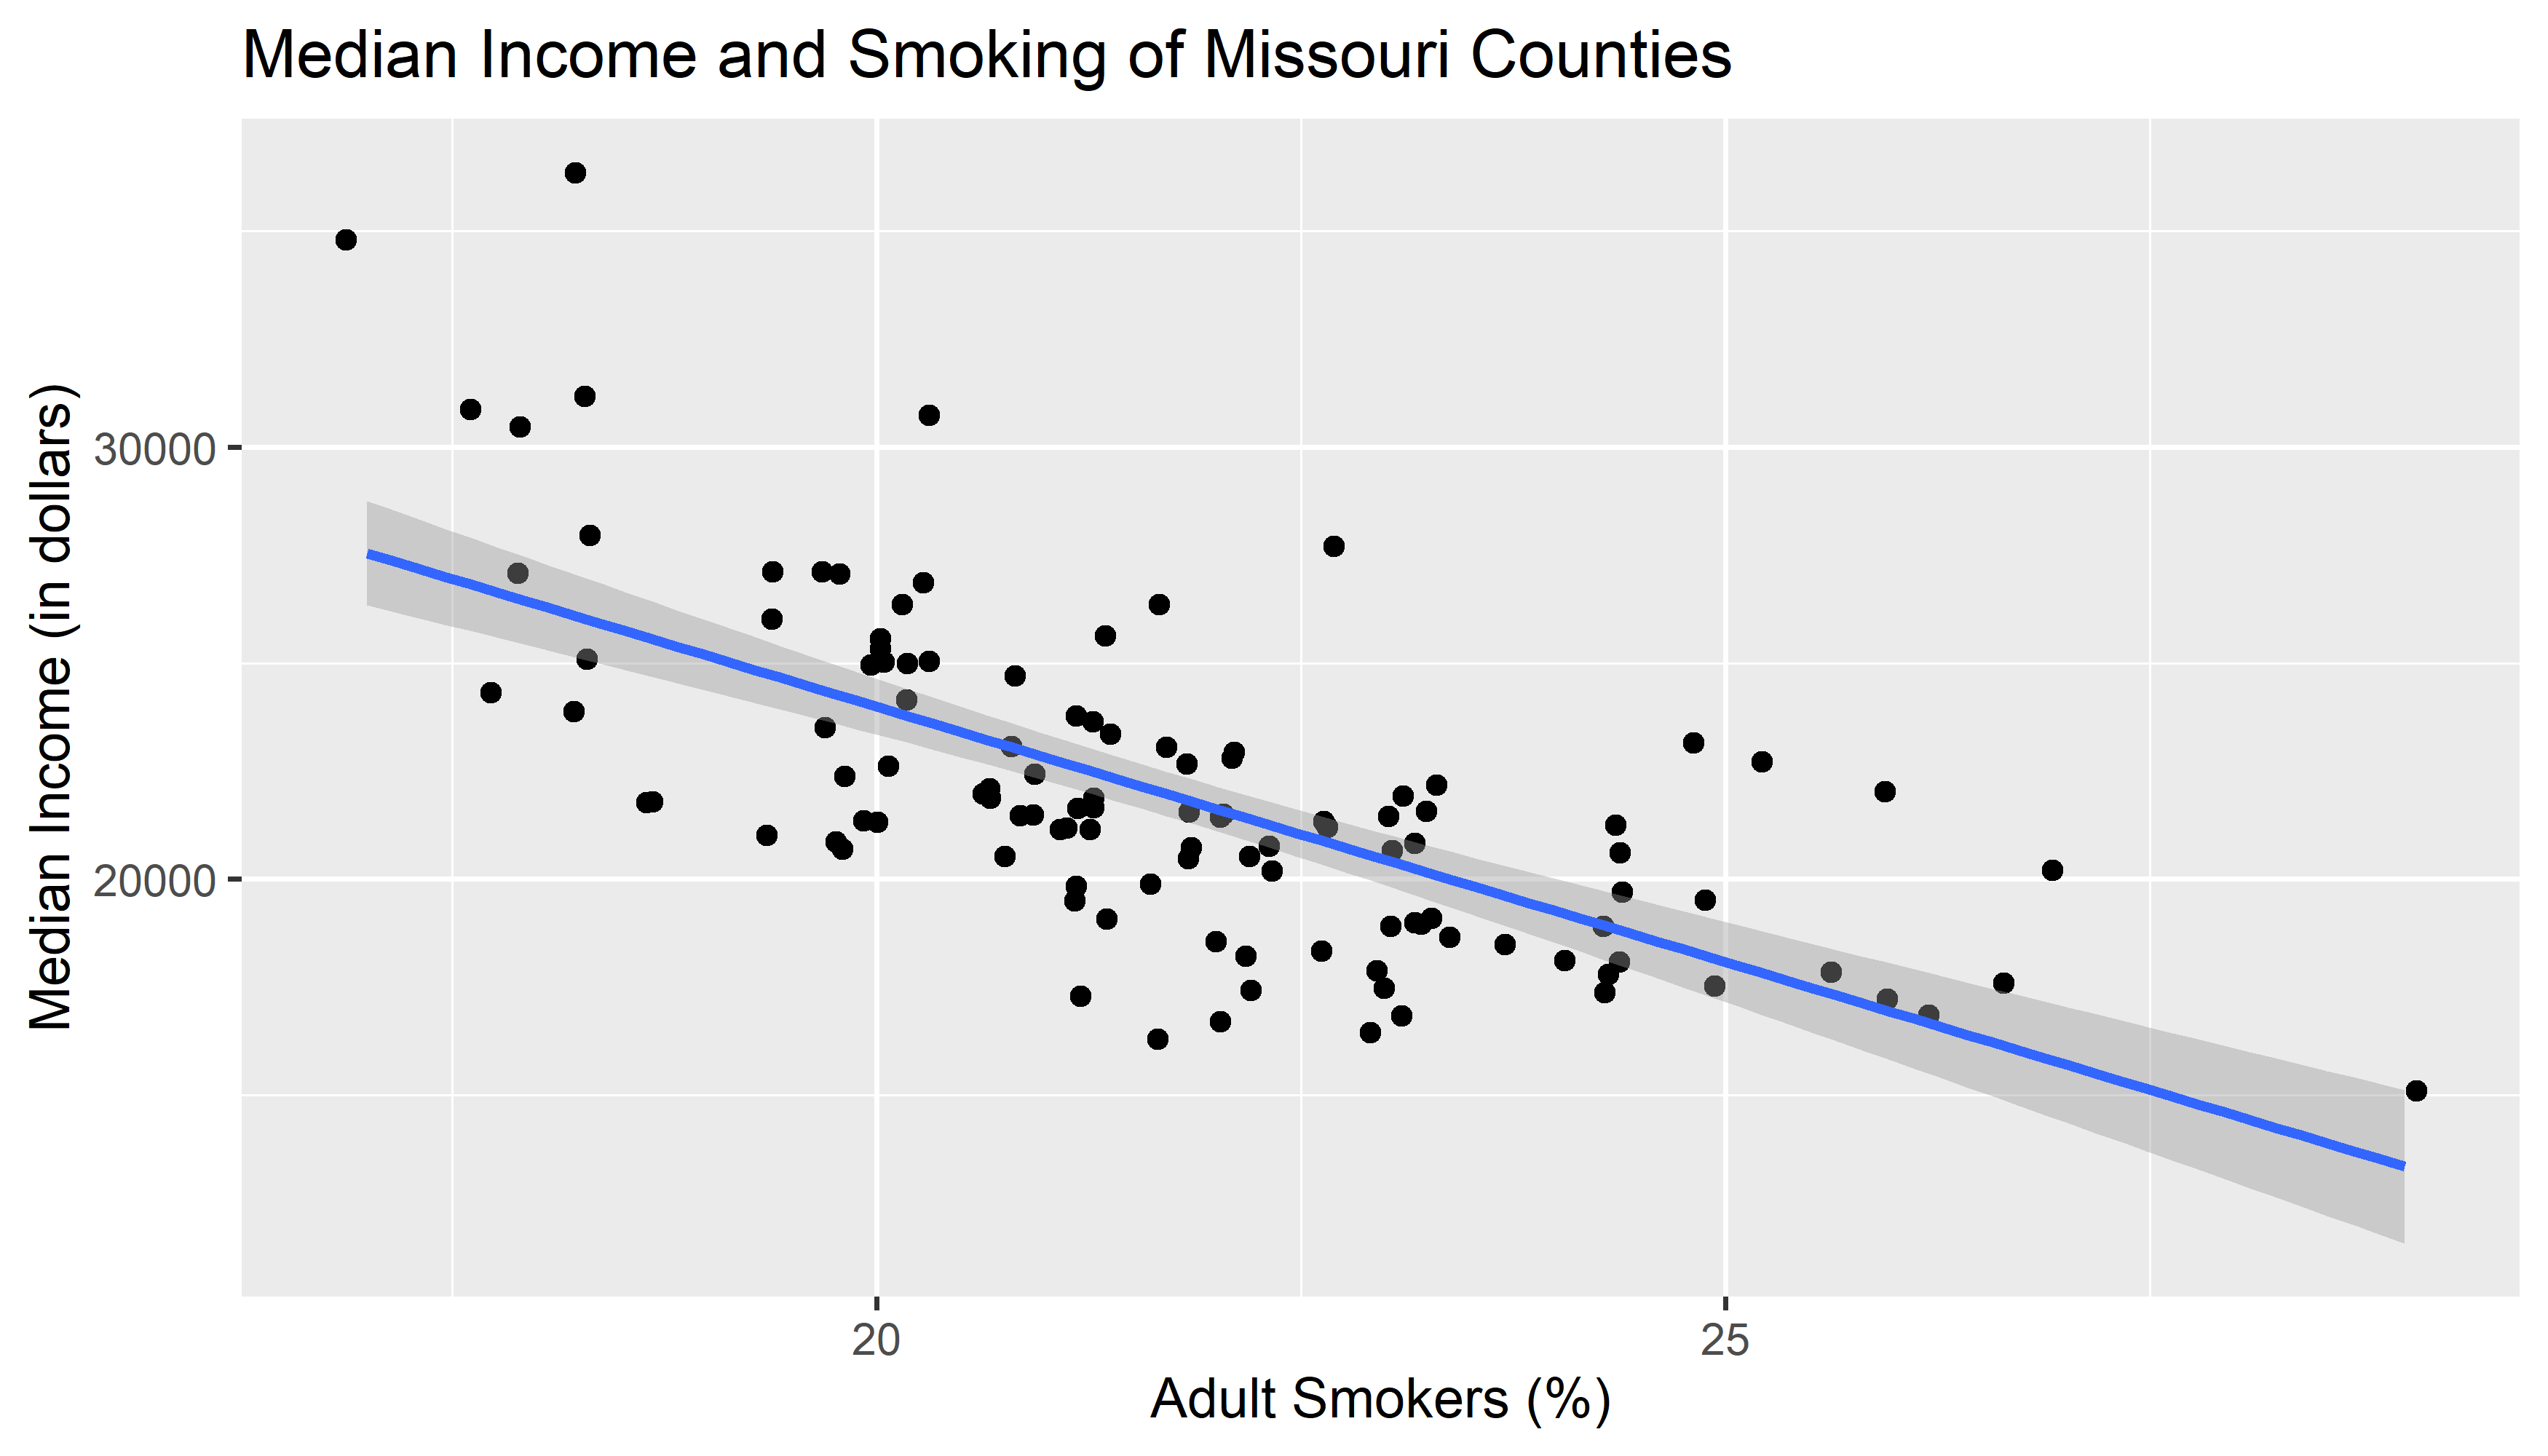 Median Income and Smoking of Missouri Counties
Median Income (in dollars)
30000
20000
20
25
Adult Smokers (%)